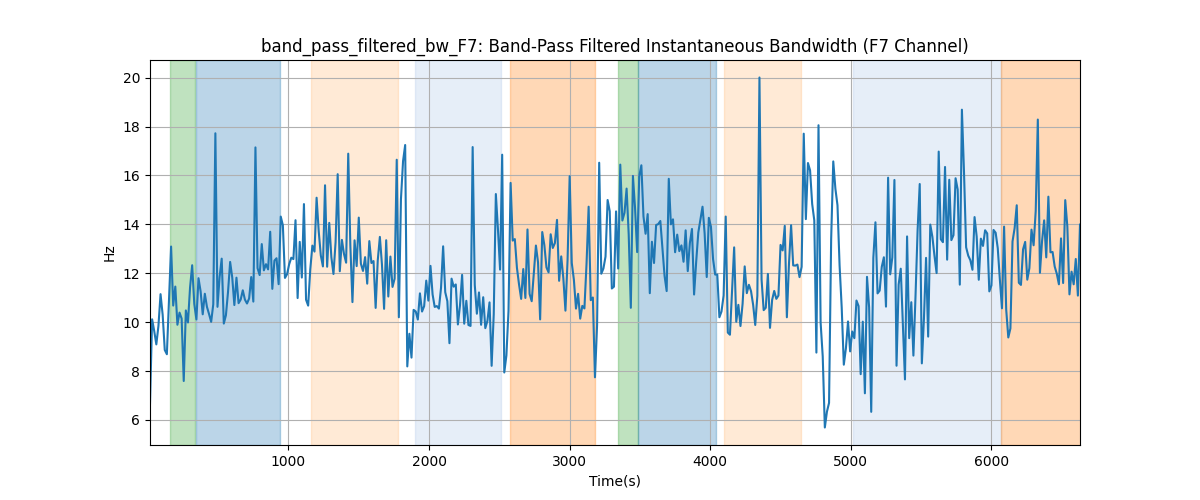 band_pass_filtered_bw_F7: Band-Pass Filtered Instantaneous Bandwidth (F7 Channel)
20
18
16
14
12
10
8
6
Hz
1000 2000 3000 4000 5000 6000
Time(s)